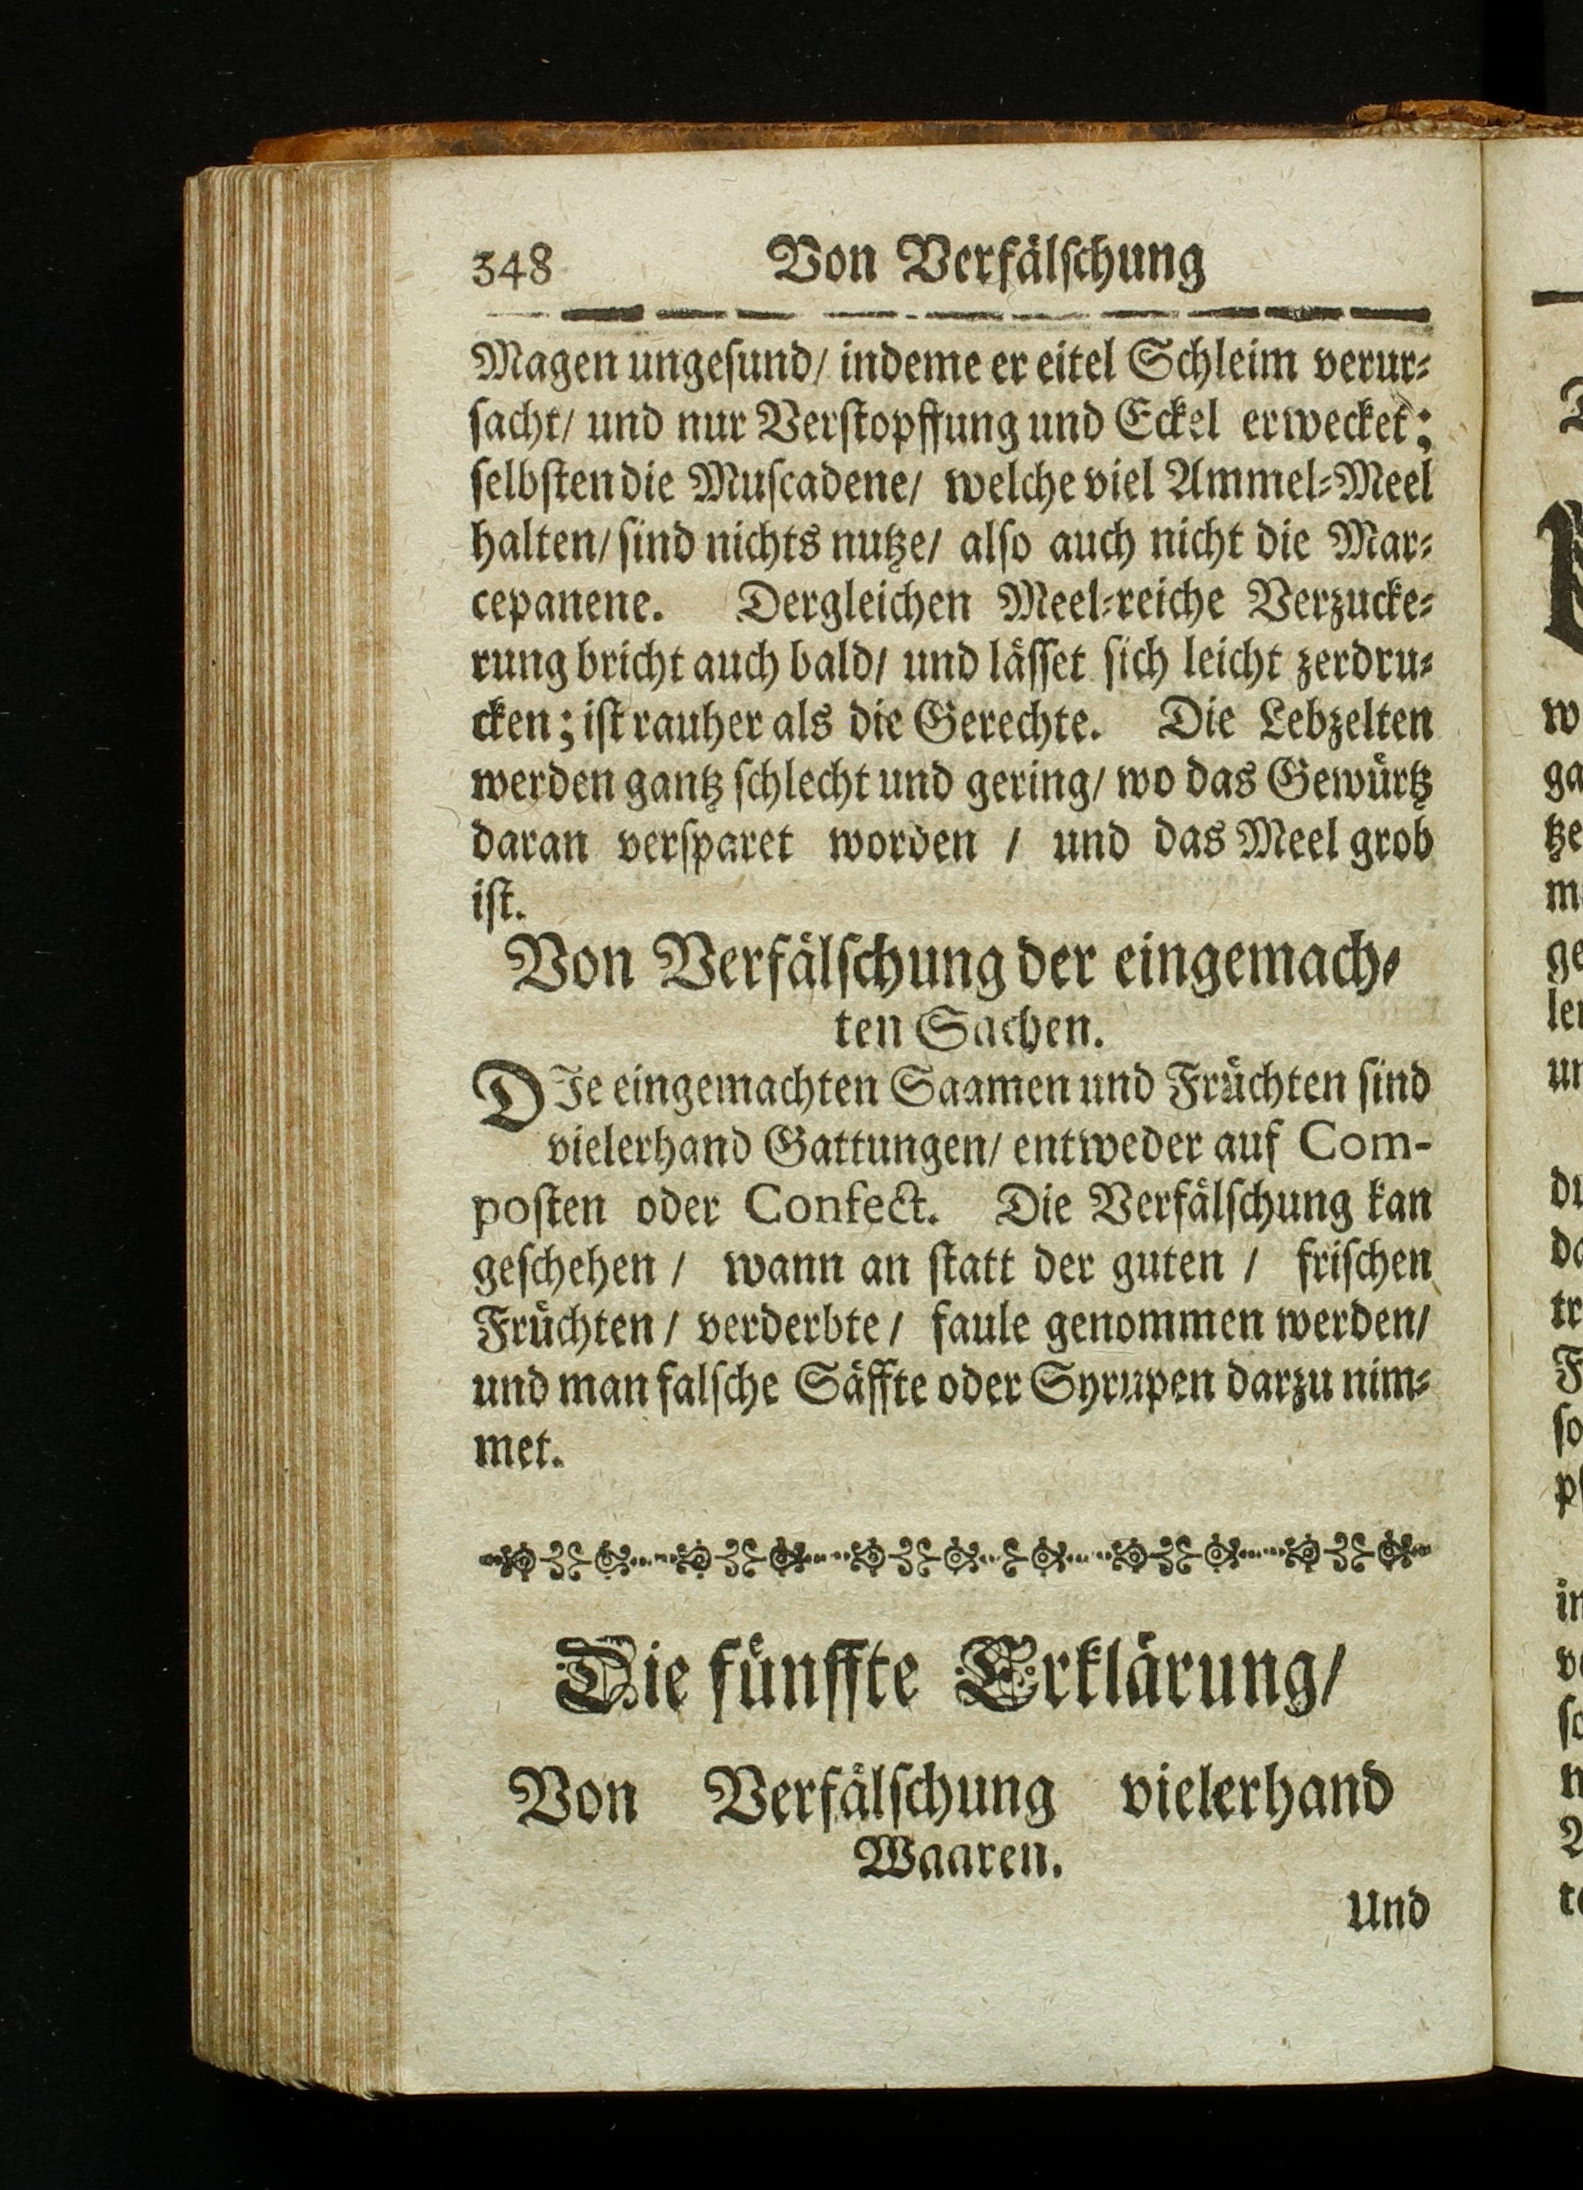 348 Von Verfälſchung
Magen ungeſund/ indeme er eitel Schleim verur⸗
ſacht/ und nur Verſtopffung und Eckel erwecket;
ſelbſten die Muſcadene/ welche viel Ammel⸗Meel
halten/ ſind nichts nutze/ alſo auch nicht die Mar⸗
cepanene. Dergleichen Meel⸗reiche Verzucke⸗
rung bricht auch bald/ und läſſet ſich leicht zerdru⸗
cken; iſt rauher als die Gerechte. Die Lebzelten
werden gantz ſchlecht und gering/ wo das Gewürtz
daran verſparet worden / und das Meel grob
iſt.
Von Verfälſchung der eingemach⸗
ten Sachen.
DIe eingemachten Saamen und Früchten ſind
vielerhand Gattungen/ entweder auf Com-
poſten oder Confect. Die Verfälſchung kan
geſchehen / wann an ſtatt der guten / friſchen
Früchten / verderbte / faule genommen werden/
und man falſche Säffte oder Syrupen darzu nim⸗
met.
Die fünffte Erklärung/
Von Verfälſchung vielerhand
Waaren.
Und